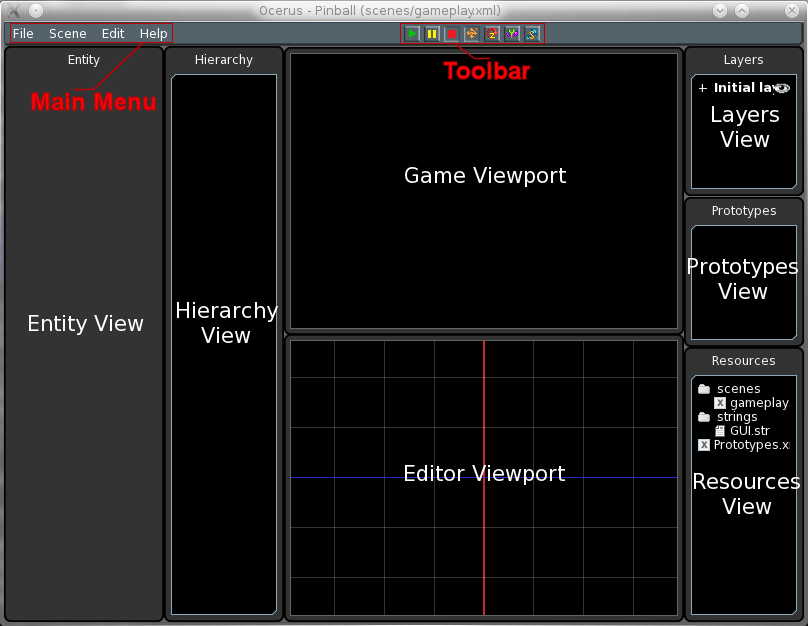 Ocerus - Pinball (scenes/gameplay.xml)
File Scene Edit Help
Main Menu
Toolbar
Entity
Entity View
Hierarchy
Hierarchy
View
Game Viewport
Editor Viewport
Layers
+ Initial la
Layers
View
Prototypes
Prototypes
View
Resources
scenes
gameplay
strings
GUI.str
Prototypes.x
Resources
View